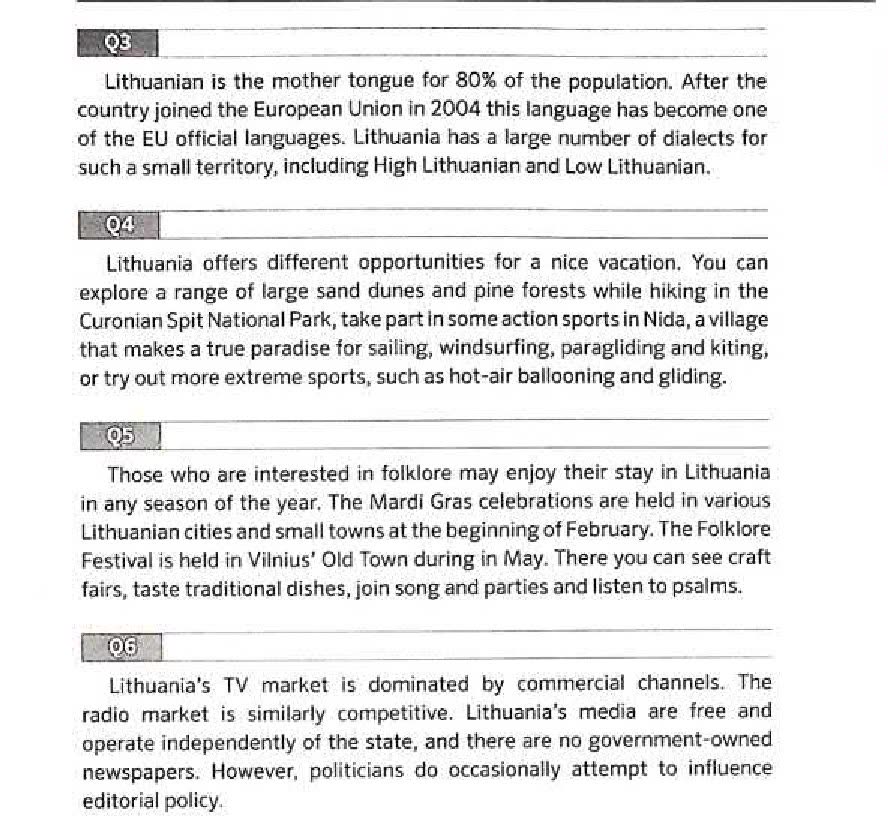 Q3
Lithuanian is the mother tongue for 80% of the population. After the
country joined the European Union in 2004 this language has become one
of the EU official languages. Lithuania has a large number of dialects for
such a small territory, including High Lithuanian and Low Lithuanian.
Q4
Lithuania offers different opportunities for a nice vacation. You can
explore a range of large sand dunes and pine forests while hiking in the
Curonian Spit National Park, take part in some action sports in Nida, a village
that makes a true paradise for sailing, windsurfing, paragliding and kiting,
or try out more extreme sports, such as hot-air ballooning and gliding.
Q5
Those who are interested in folklore may enjoy their stay in Lithuania
in any season of the year. The Mardi Gras celebrations are held in various
Lithuanian cities and small towns at the beginning of February. The Folklore
Festival is held in Vilnius' Old Town during in May. There you can see craft
fairs, taste traditional dishes, join song and parties and listen to psalms.
Q6
Lithuania's TV market is dominated by commercial channels. The
radio market is similarly competitive. Lithuania's media are free and
operate independently of the state, and there are no government-owned
newspapers. However, politicians do occasionally attempt to influence
editorial policy.